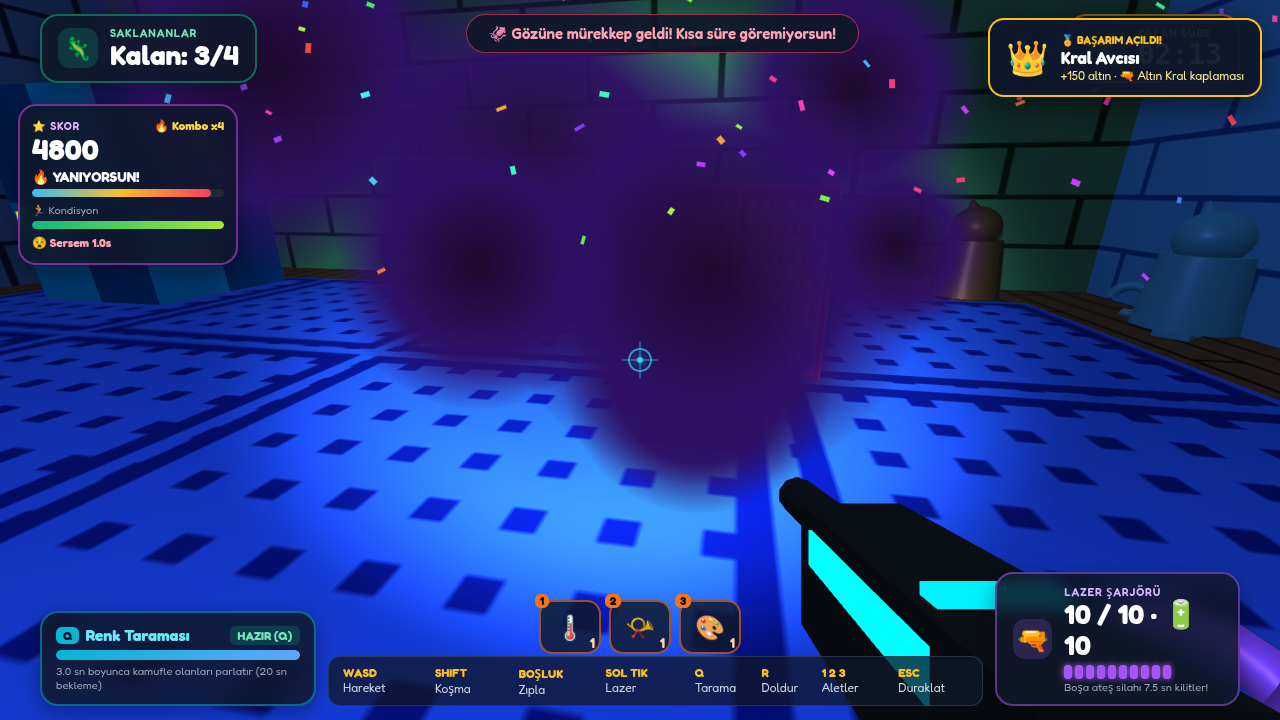 SAKLANANLAR
Kalan: 3/4
🦑 Gözüne mürekkep geldi! Kısa süre göremiyorsun!
🏅 BAŞARIM AÇILDI!
Kral Avcısı
+150 altın · 🔫 Altın Kral kaplaması
02:13
⭐ SKOR
🔥 Kombo x4
4800
🔥 YANIYORSUN!
🏃 Kondisyon
😵 Sersem 1.0s
Q Renk Taraması HAZIR (Q)
3.0 sn boyunca kamufle olanları parlatır (20 sn
bekleme)
1 2 3
1 1 1
WASD SHIFT BOŞLUK SOL TIK Q R 1 2 3 ESC
Hareket Koşma Zıpla Lazer Tarama Doldur Aletler Duraklat
LAZER ŞARJÖRÜ
10 / 10 · 🔋
10
Boşa ateş silahı 7.5 sn kilitler!